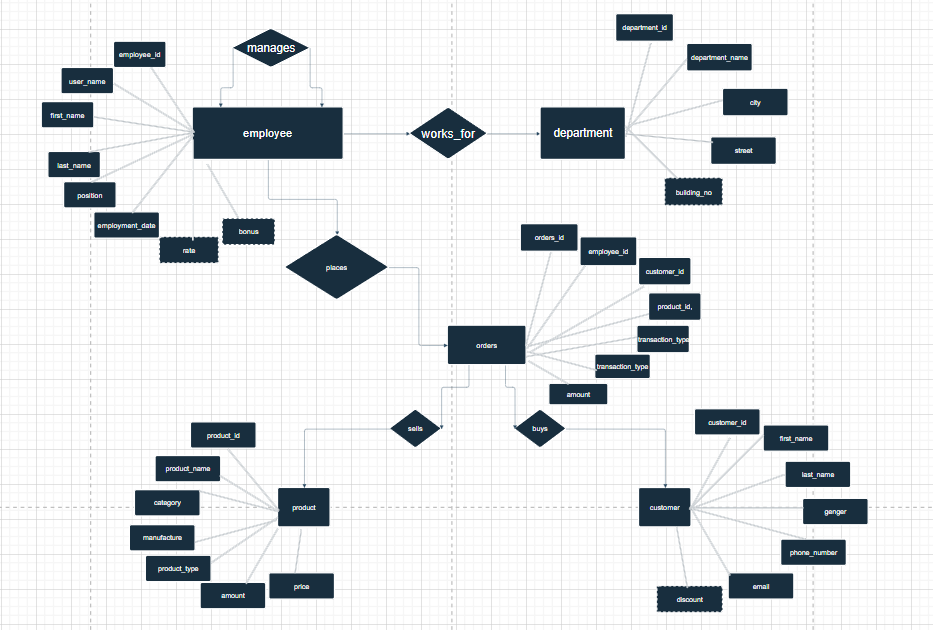 department_id
manages
employee_id
department_name
user_name
city
first_name
employee
works_for
department
street
last_name
position
building_no
employment_date
bonus
rate
orders_id
employee_id
places
customer_id
product_id,
transaction_type
orders
transaction_type
amount
customer_id
sells
buys
product_id
first_name
product_name
last_name
category
product
customer
genger
manufacture
phone_number
product_type
price
email
amount
discount